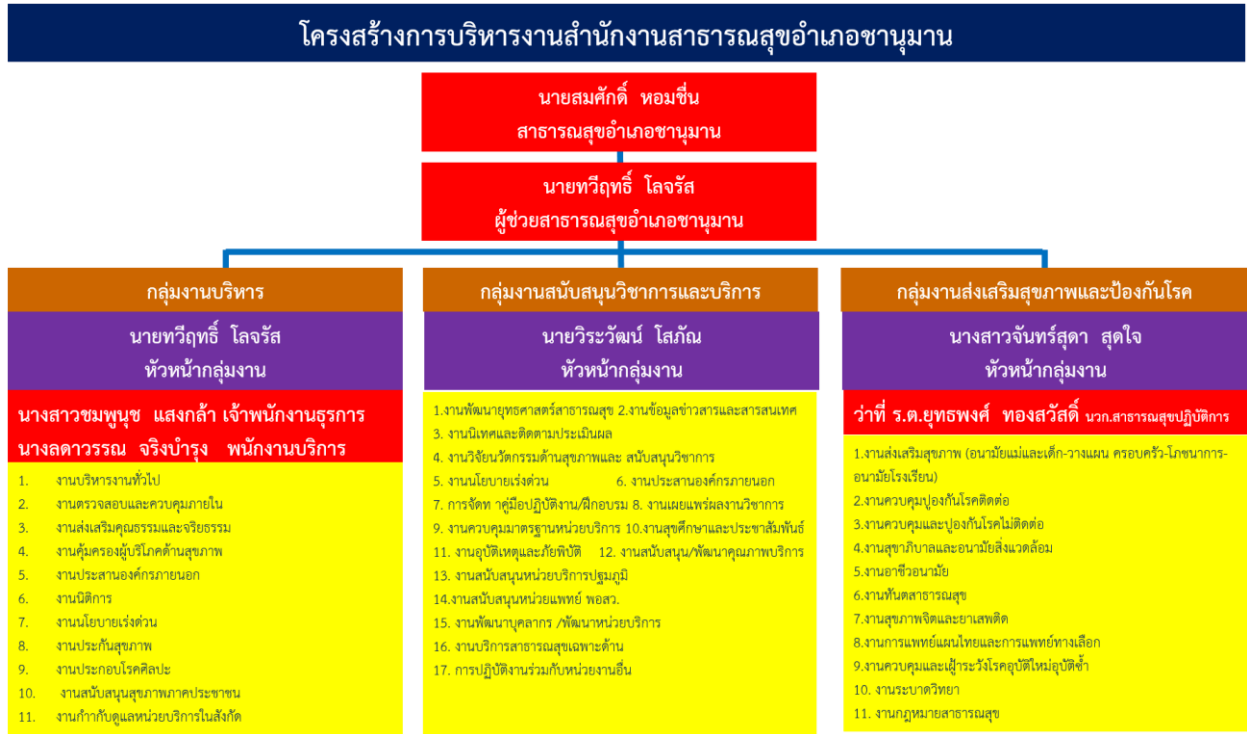 โครงสร้างการบริหารงานสำนักงานสาธารณสุขอำเภอชานุมาน
นายสมศักดิ์ หอมชื่น
สาธารณสุขอำเภอชานุมาน
นายทวีฤทธิ์ โลจรัส
ผู้ช่วยสาธารณสุขอำเภอชานุมาน
กลุ่มงานบริหาร
นายทวีฤทธิ์ โลจรัส
หัวหน้ากลุ่มงาน
นางสาวชมพูนุช แสงกล้า เจ้าพนักงานธุรการ
นางลดาวรรณ จริงบำรุง พนักงานบริการ
1. งานบริหารงานทั่วไป
2. งานตรวจสอบและควบคุมภายใน
3. งานส่งเสริมคุณธรรมและจริยธรรม
4. งานคุ้มครองผู้บริโภคด้านสุขภาพ
5. งานประสานองค์กรภายนอก
6. งานนิติการ
7. งานนโยบายเร่งด่วน
8. งานประกันสุขภาพ
9. งานประกอบโรคศิลปะ
10. งานสนับสนุนสุขภาพภาคประชาชน
11. งานกำากับดูแลหน่วยบริการในสังกัด
กลุ่มงานสนับสนุนวิชาการและบริการ
นายวิระวัฒน์ โสภัณ
หัวหน้ากลุ่มงาน
1.งานพัฒนายุทธศาสตร์สาธารณสุข 2.งานข้อมูลข่าวสารและสารสนเทศ
3. งานนิเทศและติดตามประเมินผล
4. งานวิจัยนวัตกรรมด้านสุขภาพและ สนับสนุนวิชาการ
5. งานนโยบายเร่งด่วน 6. งานประสานองค์กรภายนอก
7. การจัดท าคู่มือปฏิบัติงาน/ฝึกอบรม 8. งานเผยแพร่ผลงานวิชาการ
9. งานควบคุมมาตรฐานหน่วยบริการ 10.งานสุขศึกษาและประชาสัมพันธ์
11. งานอุบัติเหตุและภัยพิบัติ 12. งานสนับสนุน/พัฒนาคุณภาพบริการ
13. งานสนับสนุนหน่วยบริการปฐมภูมิ
14.งานสนับสนุนหน่วยแพทย์ พอสว.
15. งานพัฒนาบุคลากร /พัฒนาหน่วยบริการ
16. งานบริการสาธารณสุขเฉพาะด้าน
17. การปฏิบัติงานร่วมกับหน่วยงานอื่น
กลุ่มงานส่งเสริมสุขภาพและป้องกันโรค
นางสาวจันทร์สุดา สุดใจ
หัวหน้ากลุ่มงาน
ว่าที่ ร.ต.ยุทธพงศ์ ทองสวัสดิ์ นวก.สาธารณสุขปฏิบัติการ
1.งานส่งเสริมสุขภาพ (อนามัยแม่และเด็ก-วางแผน ครอบครัว-โภชนาการ-
อนามัยโรงเรียน)
2.งานควบคุมปูองกันโรคติดต่อ
3.งานควบคุมและปูองกันโรคไม่ติดต่อ
4.งานสุขาภิบาลและอนามัยสิ่งแวดล้อม
5.งานอาชีวอนามัย
6.งานทันตสาธารณสุข
7.งานสุขภาพจิตและยาเสพติด
8.งานการแพทย์แผนไทยและการแพทย์ทางเลือก
9.งานควบคุมและเฝ้าระวังโรคอุบัติใหม่อุบัติซ้ำ
10. งานระบาดวิทยา
11. งานกฎหมายสาธารณสุข